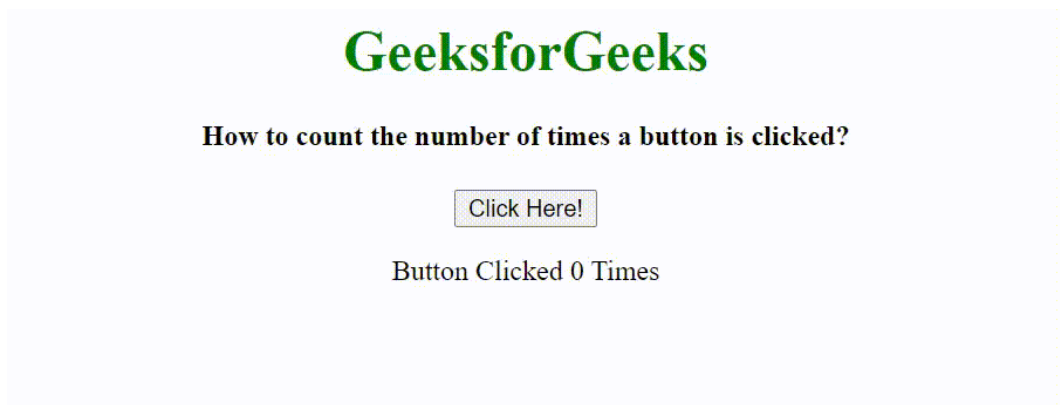 GeeksforGeeks
How to count the number of times a button is clicked?
Click Here!
Button Clicked 0 Times